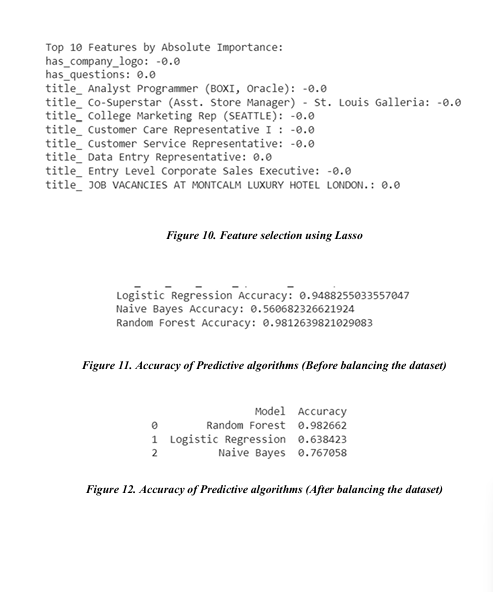 Top 10 Features by Absolute Importance:
has_company_logo: -0.0
has_questions: 0.0
title_ Analyst Programmer (BOXI, Oracle): -0.0
title_ Co-Superstar (Asst. Store Manager) - St. Louis Galleria: -0.0
title_ College Marketing Rep (SEATTLE): -0.0
title_ Customer Care Representative I : -0.0
title_ Customer Service Representative: -0.0
title_ Data Entry Representative: 0.0
title_ Entry Level Corporate Sales Executive: -0.0
title_ JOB VACANCIES AT MONTCALM LUXURY HOTEL LONDON.: 0.0
Figure 10. Feature selection using Lasso
Logistic Regression Accuracy: 0.9488255033557047
Naive Bayes Accuracy: 0.560682326621924
Random Forest Accuracy: 0.9812639821029083
Figure 11. Accuracy of Predictive algorithms (Before balancing the dataset)
Model Accuracy
0 Random Forest 0.982662
1 Logistic Regression 0.638423
2 Naive Bayes 0.767058
Figure 12. Accuracy of Predictive algorithms (After balancing the dataset)